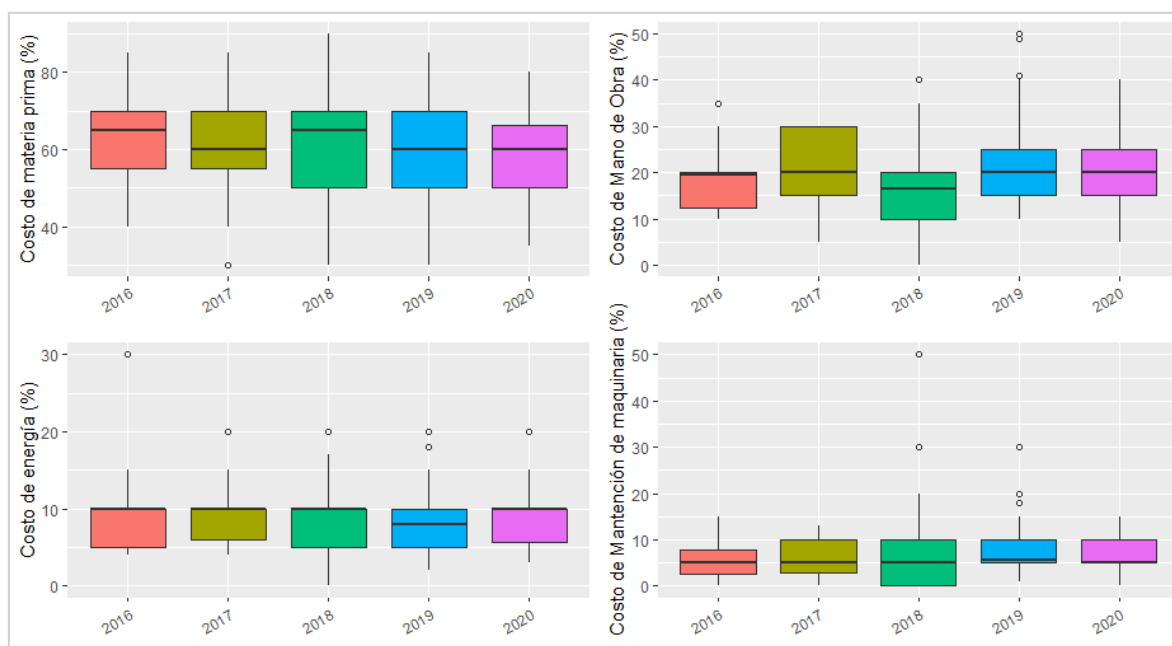 Costo de materia prima (%)
80
60
40
2016 2017 2018 2019 2020
Costo de Mano de Obra (%)
50
40
30
20
10
0
2016 2017 2018 2019 2020
Costo de energía (%)
30
20
10
0
2016 2017 2018 2019 2020
Costo de Mantención de maquinaria (%)
50
40
30
20
10
0
2016 2017 2018 2019 2020